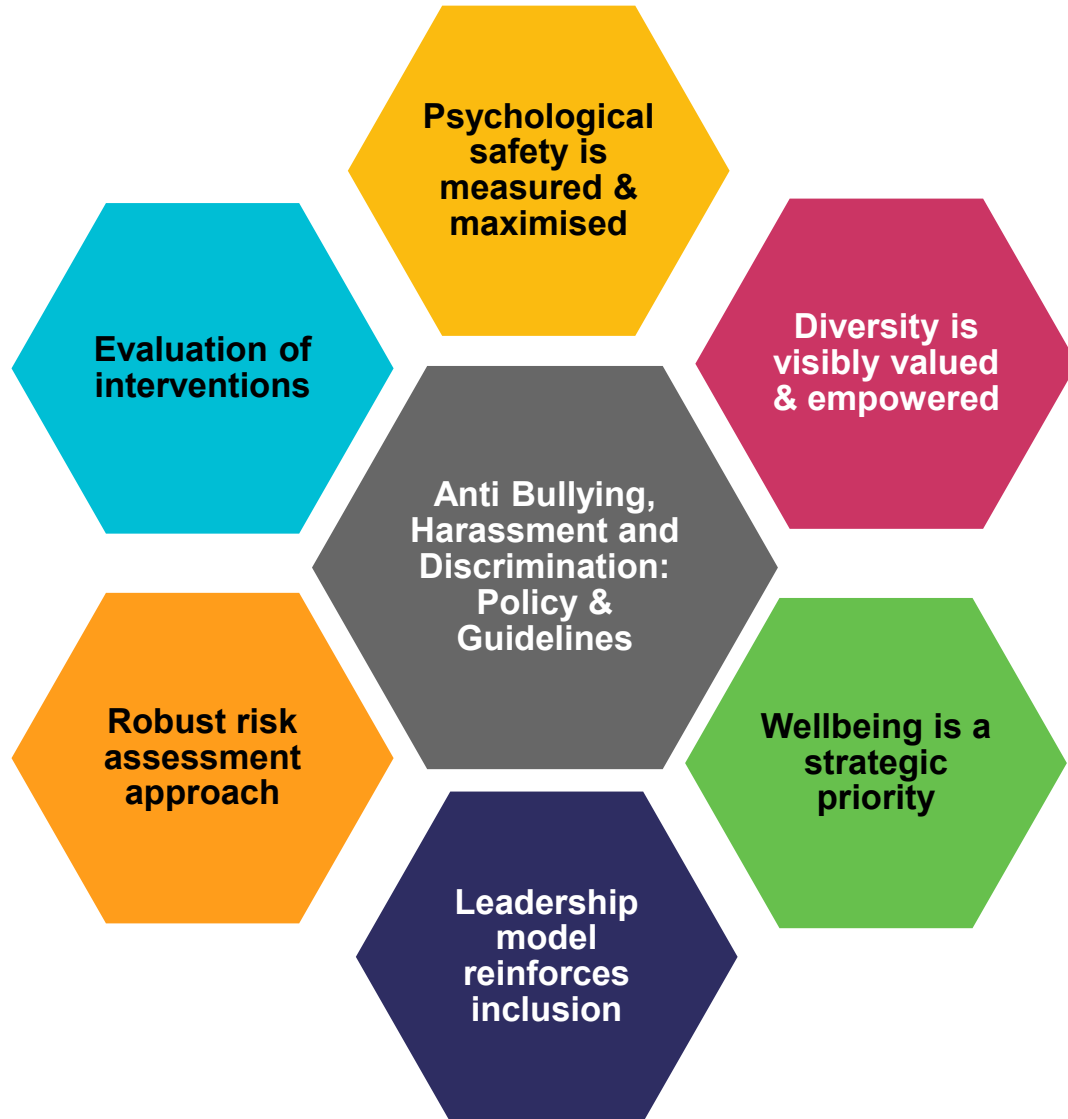 Psychological
safety is
measured &
maximised
Diversity is
visibly valued
& empowered
Evaluation of
interventions
Anti Bullying,
Harassment and
Discrimination:
Policy &
Guidelines
Robust risk
assessment
approach
Wellbeing is a
strategic
priority
Leadership
model
reinforces
inclusion